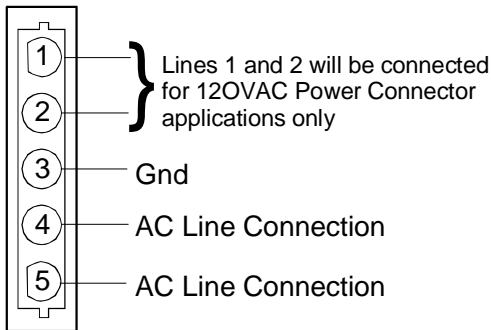 1
Lines 1 and 2 will be connected
for 12OVAC Power Connector
2
applications only
3
Gnd
4
AC Line Connection
5
AC Line Connection